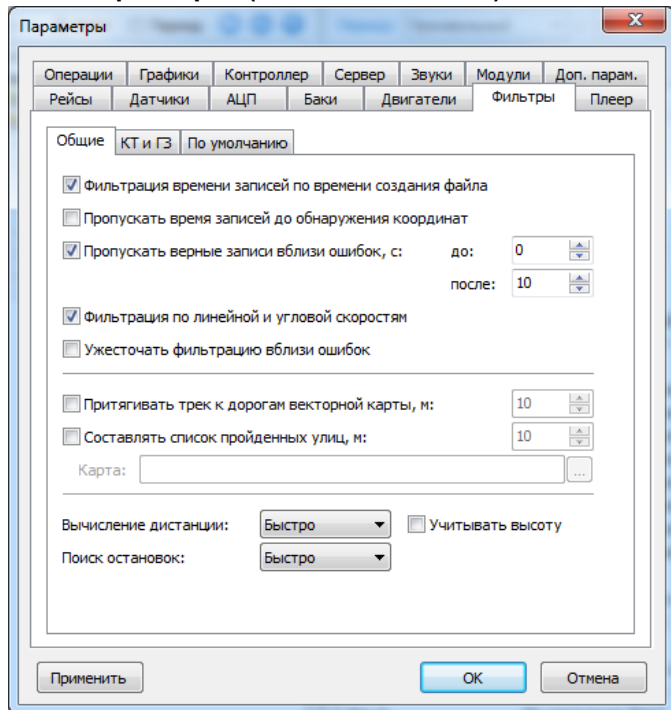 Параметры
Операции Графики Контроллер Сервер Звуки Модули Доп. парам.
Рейсы Датчики АЦП Баки Двигатели Фильтры Плеер
Общие КТ и ГЗ По умолчанию
Фильтрация времени записей по времени создания файла
Пропускать время записей до обнаружения координат
Пропускать верные записи вблизи ошибок, с: до: 0
после: 10
Фильтрация по линейной и угловой скоростям
Ужесточать фильтрацию вблизи ошибок
Притягивать трек к дорогам векторной карты, м: 10
Составлять список пройденных улиц, м: 10
Карта: ...
Вычисление дистанции: Быстро Учитывать высоту
Поиск остановок: Быстро
Применить OK Отмена